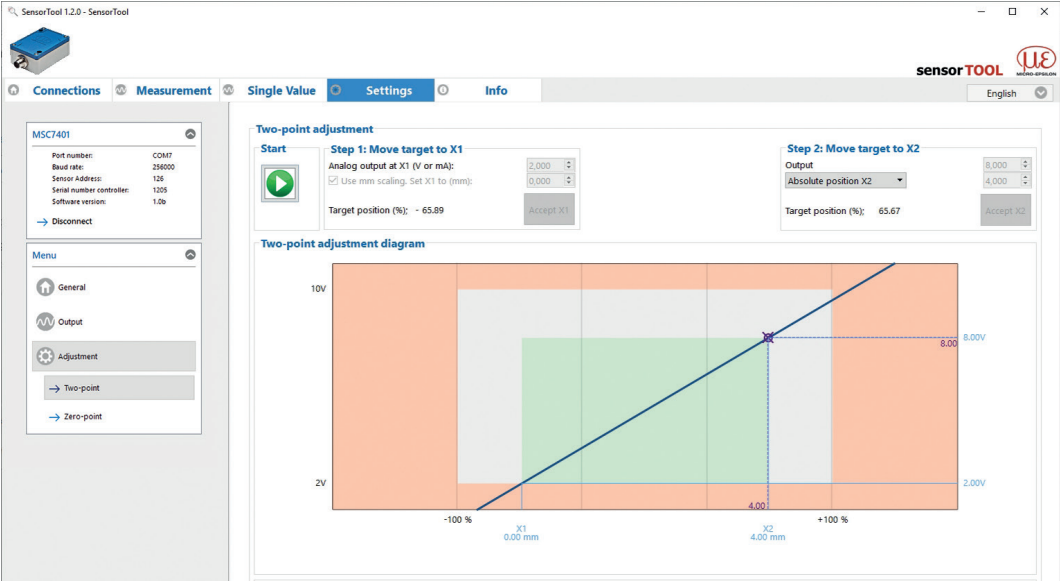 SensorTool 1.2.0 - SensorTool
sensorTOOL
MICRO-EPSILON
Connections Measurement Single Value Settings Info
English
MSC7401
Port number: COM7
Baud rate: 256000
Sensor Address: 126
Serial number controller: 1205
Software version: 1.0b
Disconnect
Menu
General
Output
Adjustment
Two-point
Zero-point
Two-point adjustment
Start
Step 1: Move target to X1
Analog output at X1 (V or mA): 2,000
Use mm scaling. Set X1 to (mm): 0,000
Target position (%); - 65.89 Accept X1
Step 2: Move target to X2
Output 8,000
Absolute position X2 4,000
Target position (%); 65.67 Accept X2
Two-point adjustment diagram
10V
8.00 8.00V
2V 2.00V
4.00
-100 % +100 %
X1 X2
0.00 mm 4.00 mm